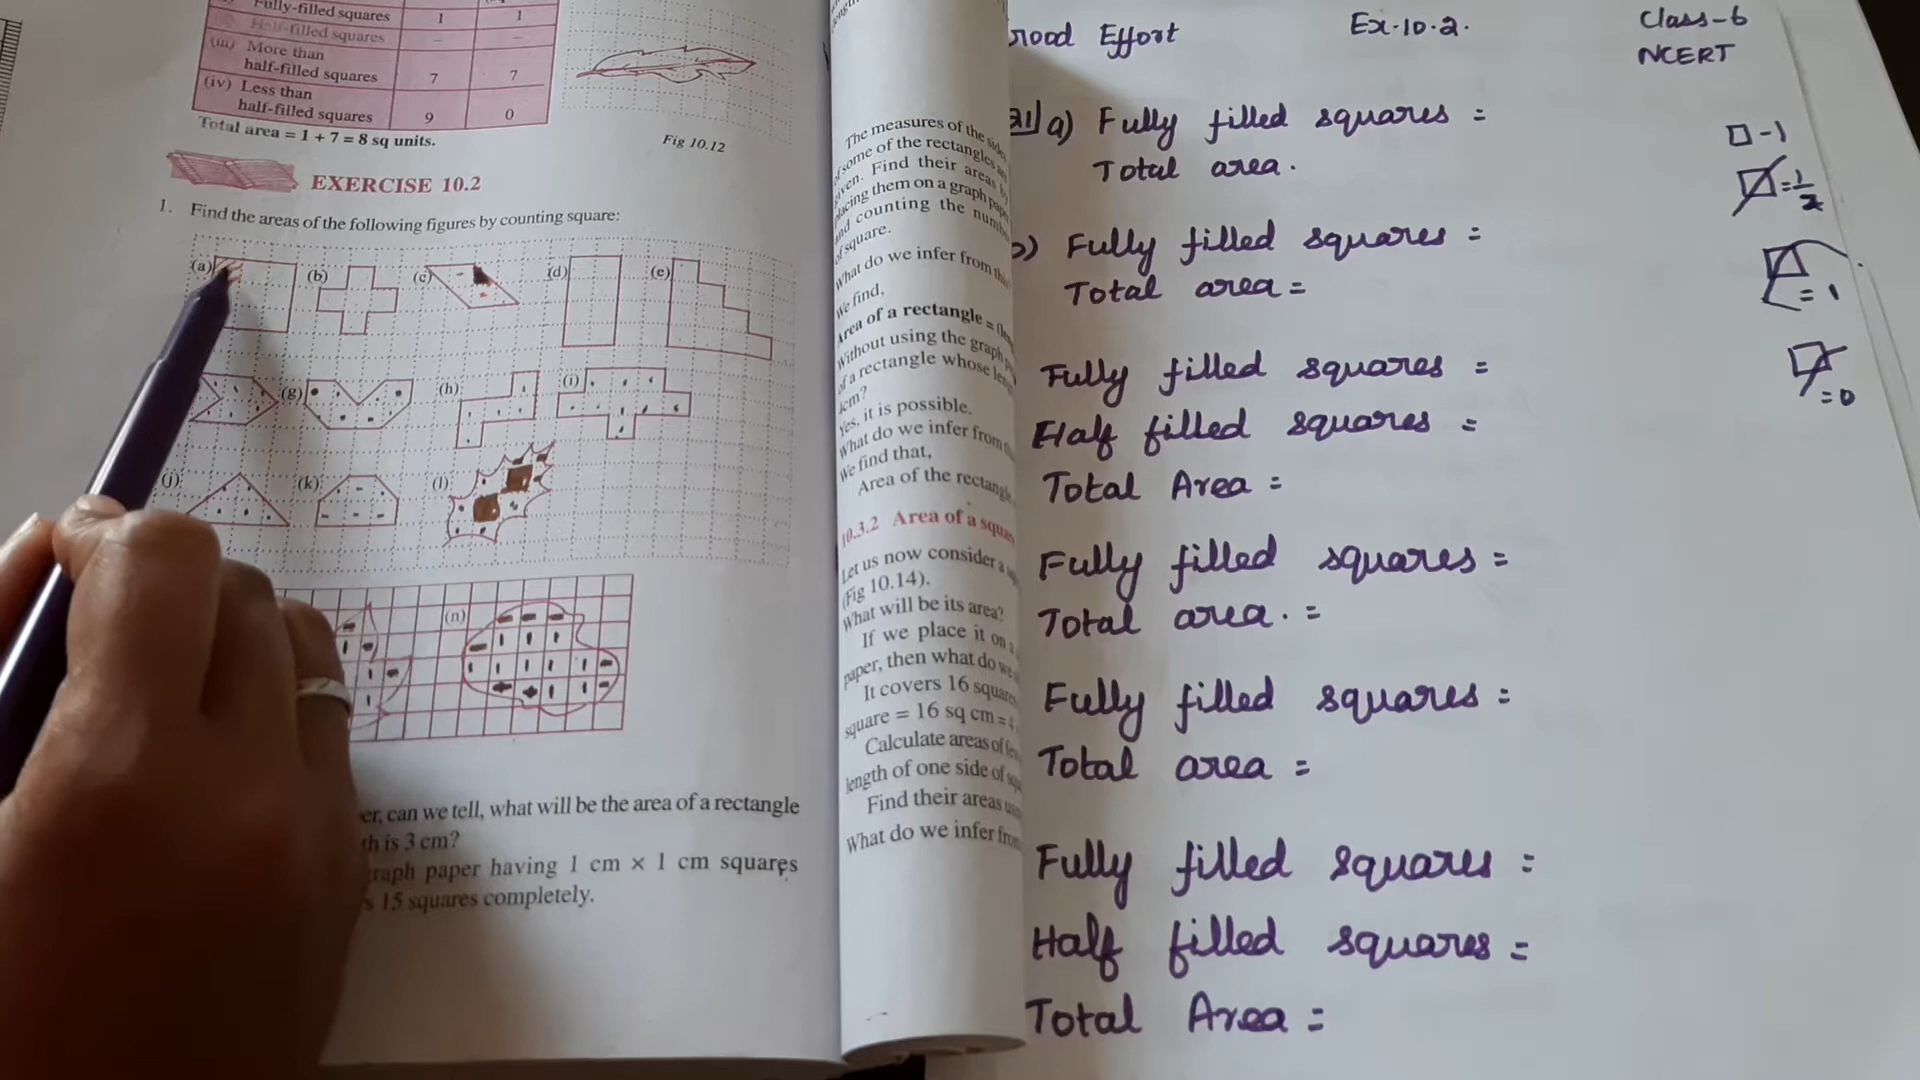 Fully-filled squares 1 1
Half-filled squares – –
(iii) More than
half-filled squares 7 7
(iv) Less than
half-filled squares 9 0
Total area = 1 + 7 = 8 sq units.
Fig 10.12
EXERCISE 10.2
1. Find the areas of the following figures by counting square:
(a) (b) (c) (d) (e)
(g) (h) (i)
(j) (k) (l)
(n)
can we tell, what will be the area of a rectangle
is 3 cm?
paper having 1 cm × 1 cm squares
15 squares completely.
The measures of the
of some of the rectangles
Find their areas
placing them on a graph
and counting the
of square.
What do we infer from
We find,
Area of a rectangle =
Without using the graph
of a rectangle whose
Yes, it is possible.
What do we infer from
We find that,
Area of the
10.3.2 Area of a
Let us now consider a
(Fig 10.14).
What will be its area?
If we place it on
paper, then what do we
It covers 16
square = 16 sq cm =
Calculate areas of
length of one side of
Find their areas
What do we infer
Effort Ex-10.2. Class-6
NCERT
a) Fully filled squares =
Total area.
Fully filled squares =
Total area =
Fully filled squares =
Half filled squares =
Total Area =
Fully filled squares =
Total area. =
Fully filled squares =
Total area =
Fully filled squares =
Half filled squares =
Total Area =
-1
= 1/2
= 1
= 0